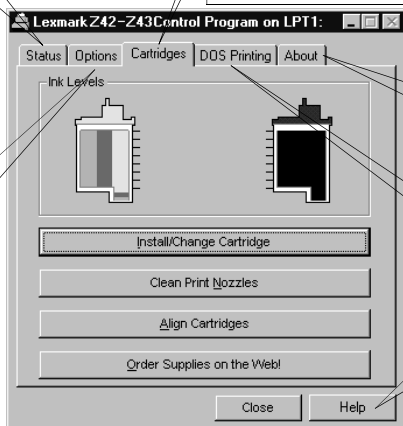 Lexmark Z42–Z43Control Program on LPT1:
Status Options Cartridges DOS Printing About
Ink Levels
Install/Change Cartridge
Clean Print Nozzles
Align Cartridges
Order Supplies on the Web!
Close Help